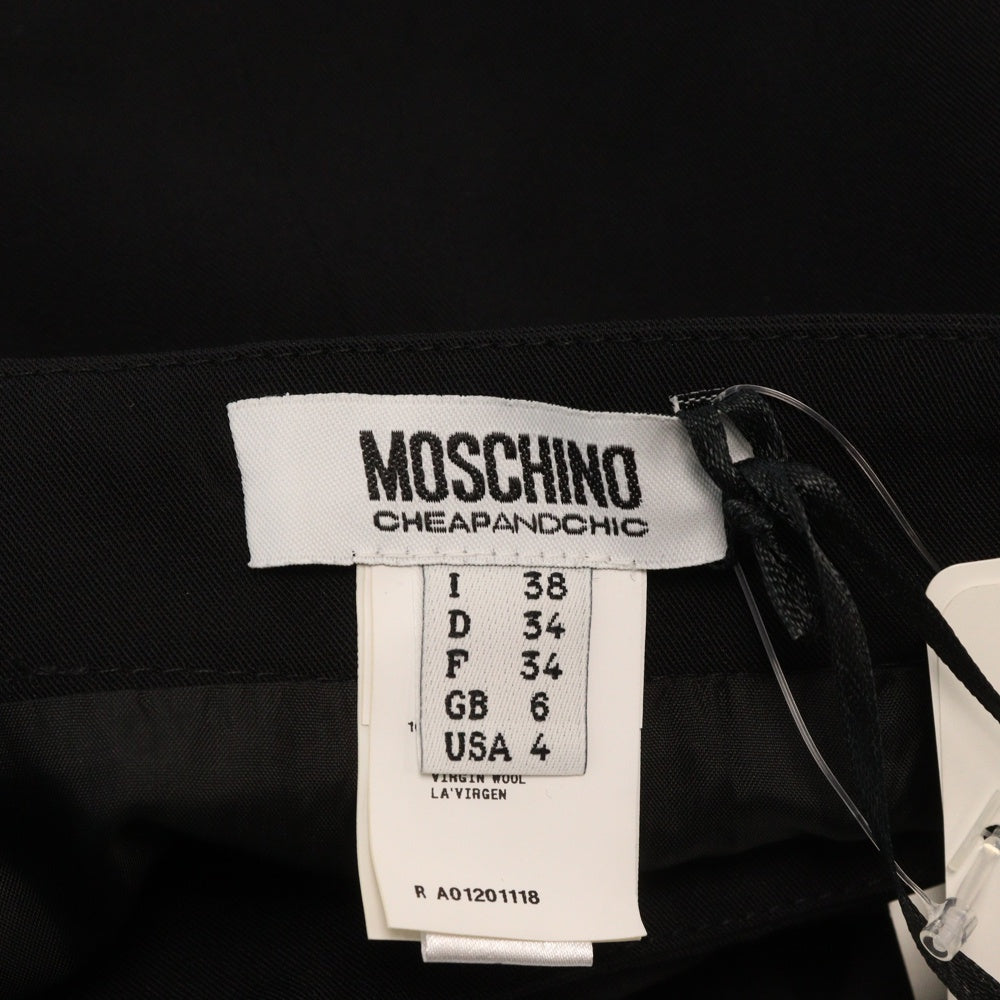 MOSCHINO
CHEAPANDCHIC
I 38
D 34
F 34
GB 6
USA 4
VIRGIN WOOL
LA'VIRGEN
R A01201118